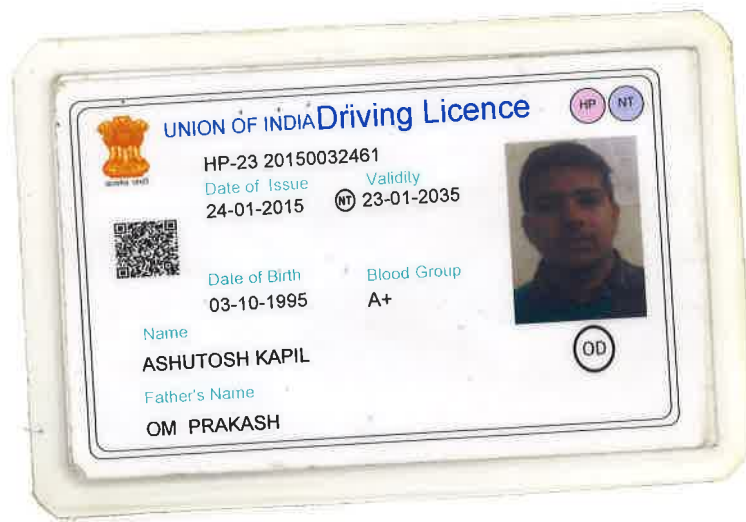 UNION OF INDIA Driving Licence HP NT
HP-23 20150032461
Date of Issue Validity
24-01-2015 NT 23-01-2035
Date of Birth Blood Group
03-10-1995 A+
Name
ASHUTOSH KAPIL
OD
Father's Name
OM PRAKASH